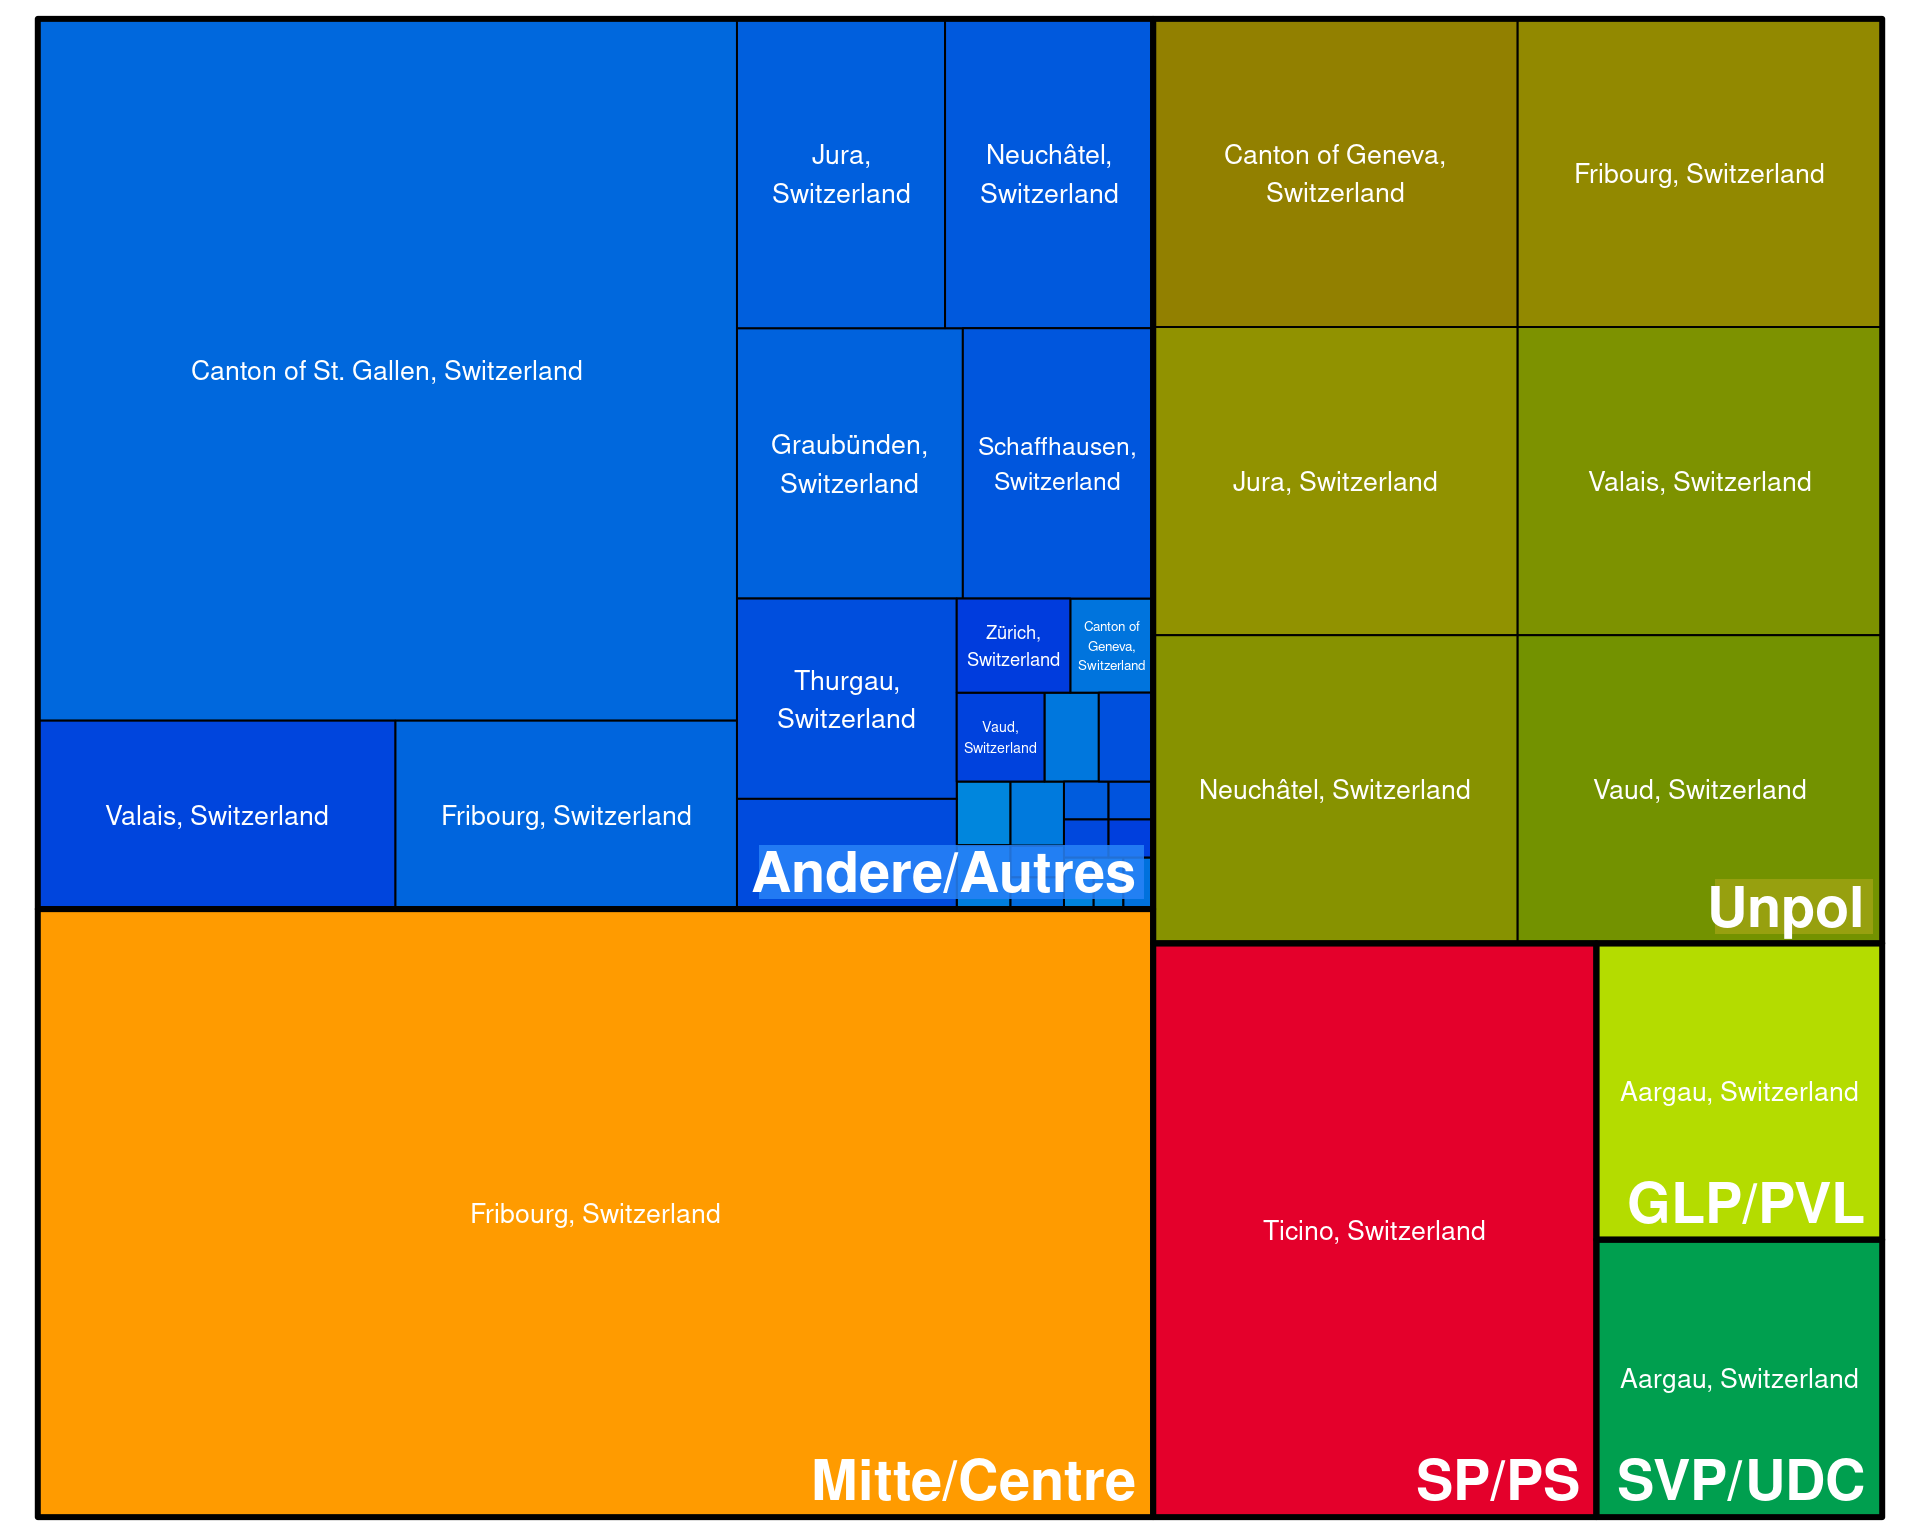 Canton of St. Gallen, Switzerland
Valais, Switzerland
Fribourg, Switzerland
Jura,
Switzerland
Neuchâtel,
Switzerland
Graubünden,
Switzerland
Schaffhausen,
Switzerland
Thurgau,
Switzerland
Zürich,
Switzerland
Canton of
Geneva,
Switzerland
Vaud,
Switzerland
Andere/Autres
Canton of Geneva,
Switzerland
Fribourg, Switzerland
Jura, Switzerland
Valais, Switzerland
Neuchâtel, Switzerland
Vaud, Switzerland
Unpol
Fribourg, Switzerland
Mitte/Centre
Ticino, Switzerland
SP/PS
Aargau, Switzerland
GLP/PVL
Aargau, Switzerland
SVP/UDC